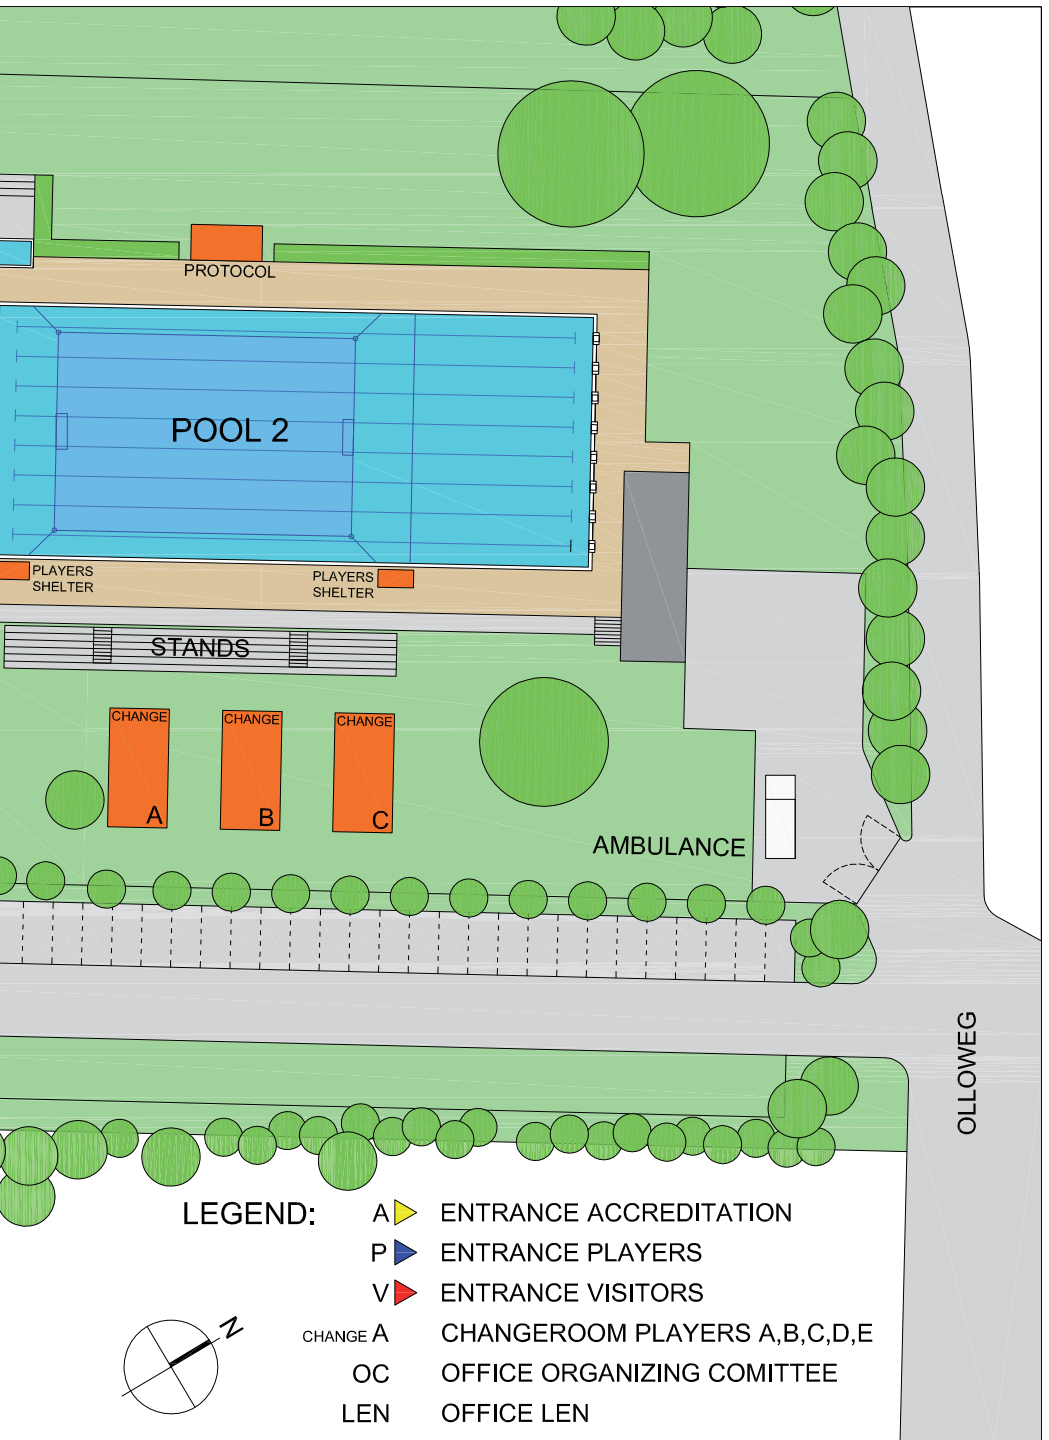 PROTOCOL
POOL 2
PLAYERS
SHELTER
PLAYERS
SHELTER
STANDS
CHANGE
A
CHANGE
B
CHANGE
C
AMBULANCE
OLLOWEG
LEGEND:
A ENTRANCE ACCREDITATION
P ENTRANCE PLAYERS
V ENTRANCE VISITORS
CHANGE A CHANGEROOM PLAYERS A,B,C,D,E
OC OFFICE ORGANIZING COMITTEE
LEN OFFICE LEN
N